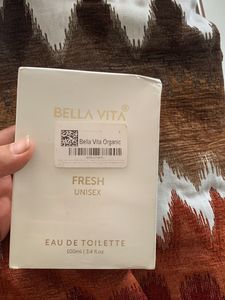 BELLA VITA®
Bella Vita Organic
FRESH
UNISEX
EAU DE TOILETTE
100ml | 3.4 fl.oz